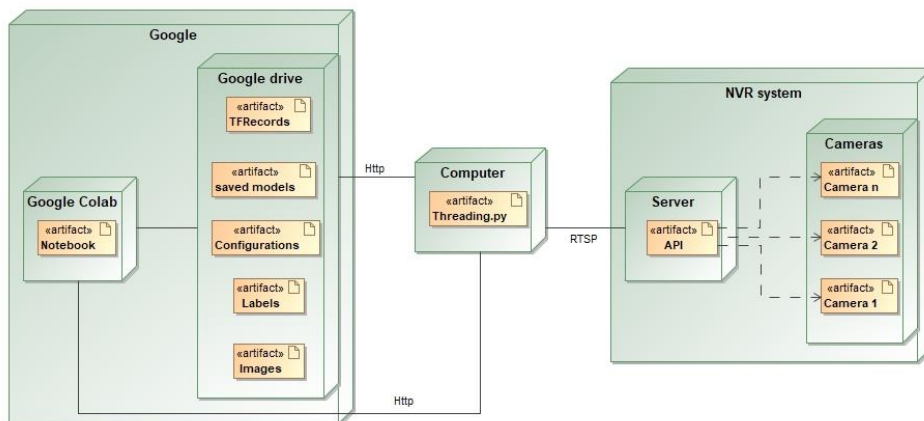 Google
Google drive
«artifact»
TFRecords
«artifact»
saved models
«artifact»
Configurations
«artifact»
Labels
«artifact»
Images
Google Colab
«artifact»
Notebook
Http
Http
Computer
«artifact»
Threading.py
RTSP
NVR system
Server
«artifact»
API
Cameras
«artifact»
Camera n
«artifact»
Camera 2
«artifact»
Camera 1